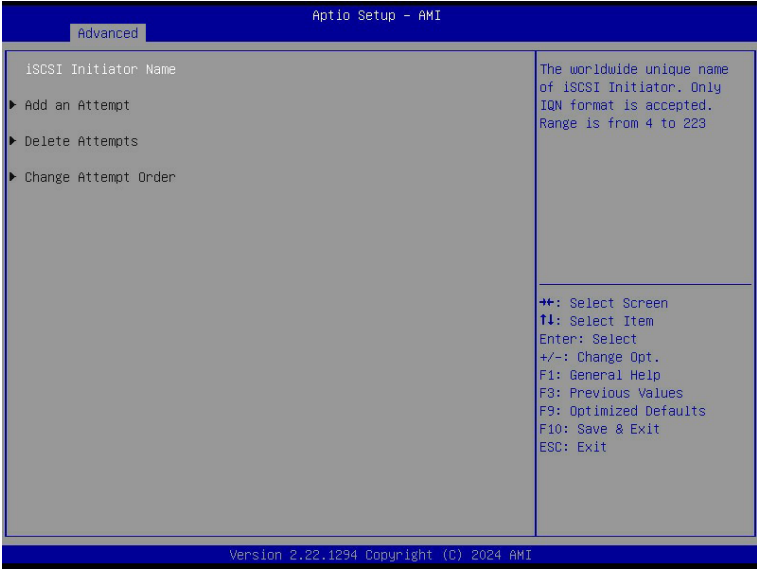 Aptio Setup – AMI
Advanced
iSCSI Initiator Name
▶ Add an Attempt
▶ Delete Attempts
▶ Change Attempt Order
The worldwide unique name
of iSCSI Initiator. Only
IQN format is accepted.
Range is from 4 to 223
→←: Select Screen
↑↓: Select Item
Enter: Select
+/-: Change Opt.
F1: General Help
F3: Previous Values
F9: Optimized Defaults
F10: Save & Exit
ESC: Exit
Version 2.22.1294 Copyright (C) 2024 AMI